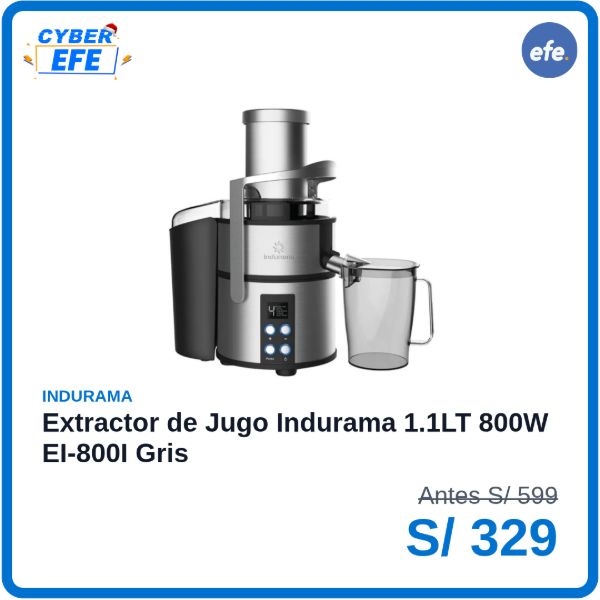 CYBER
EFE
efe.
Indurama
INDURAMA
Extractor de Jugo Indurama 1.1LT 800W
EI-800I Gris
Antes S/ 599
S/ 329